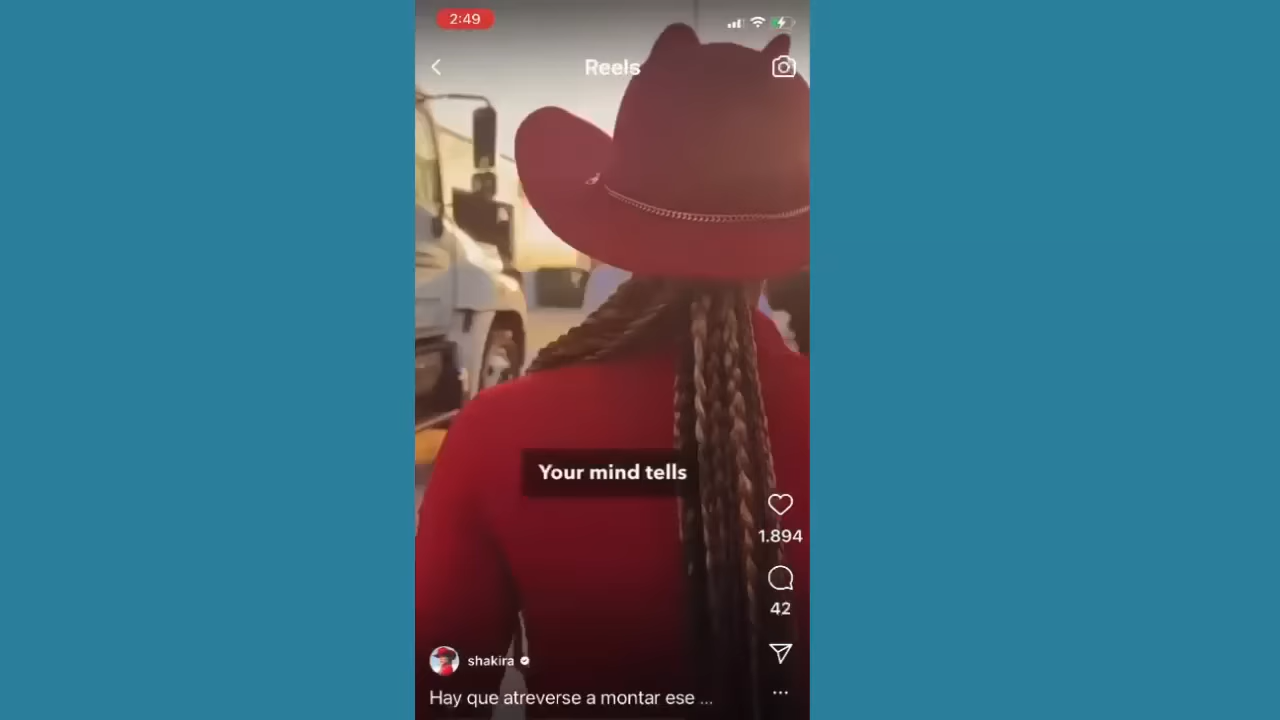 2:49
Reels
Your mind tells
1.894
42
shakira
Hay que atreverse a montar ese ...